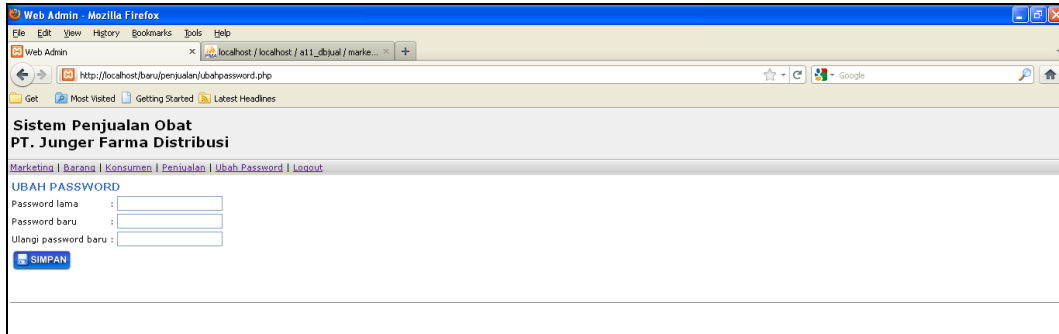 Web Admin - Mozilla Firefox
File Edit View History Bookmarks Tools Help
Web Admin × localhost / localhost / a11_dbjual / marke... × +
http://localhost/baru/penjualan/ubahpassword.php Google
Get Most Visited Getting Started Latest Headlines
Sistem Penjualan Obat
PT. Junger Farma Distribusi
Marketing | Barang | Konsumen | Penjualan | Ubah Password | Logout
UBAH PASSWORD
Password lama :
Password baru :
Ulangi password baru :
SIMPAN